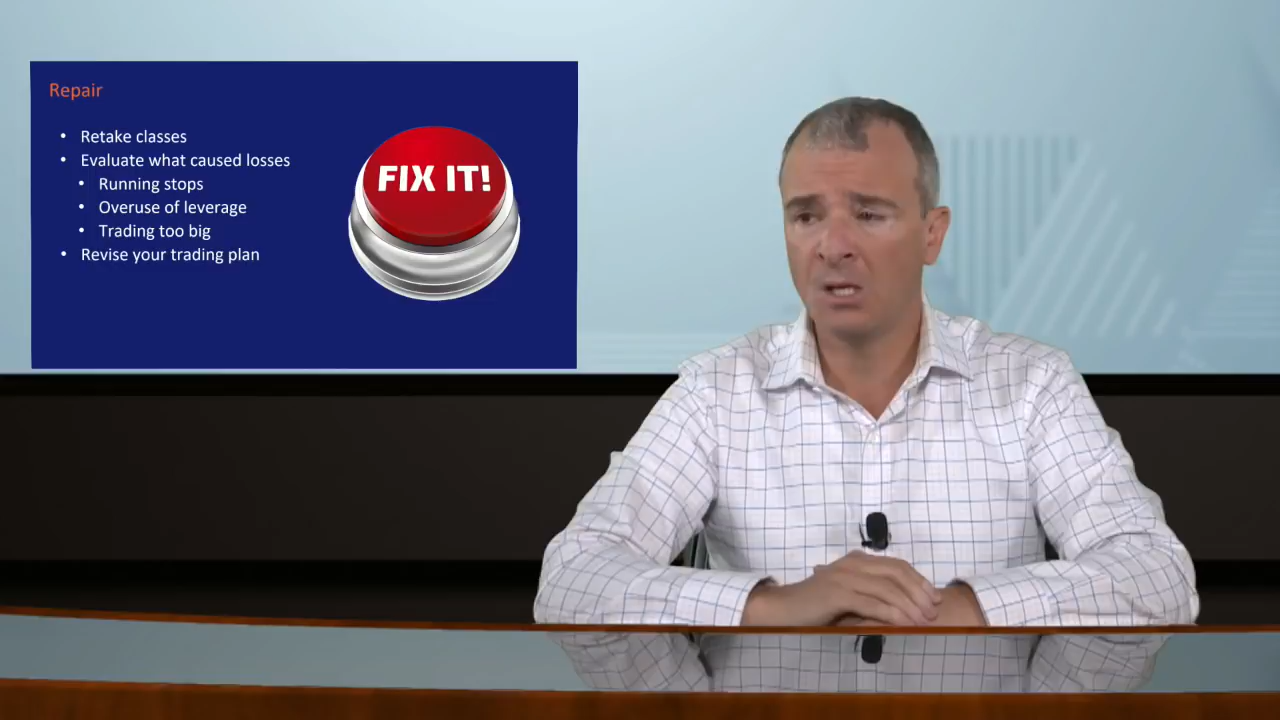 Repair
• Retake classes
• Evaluate what caused losses
• Running stops
• Overuse of leverage
• Trading too big
• Revise your trading plan
FIX IT!